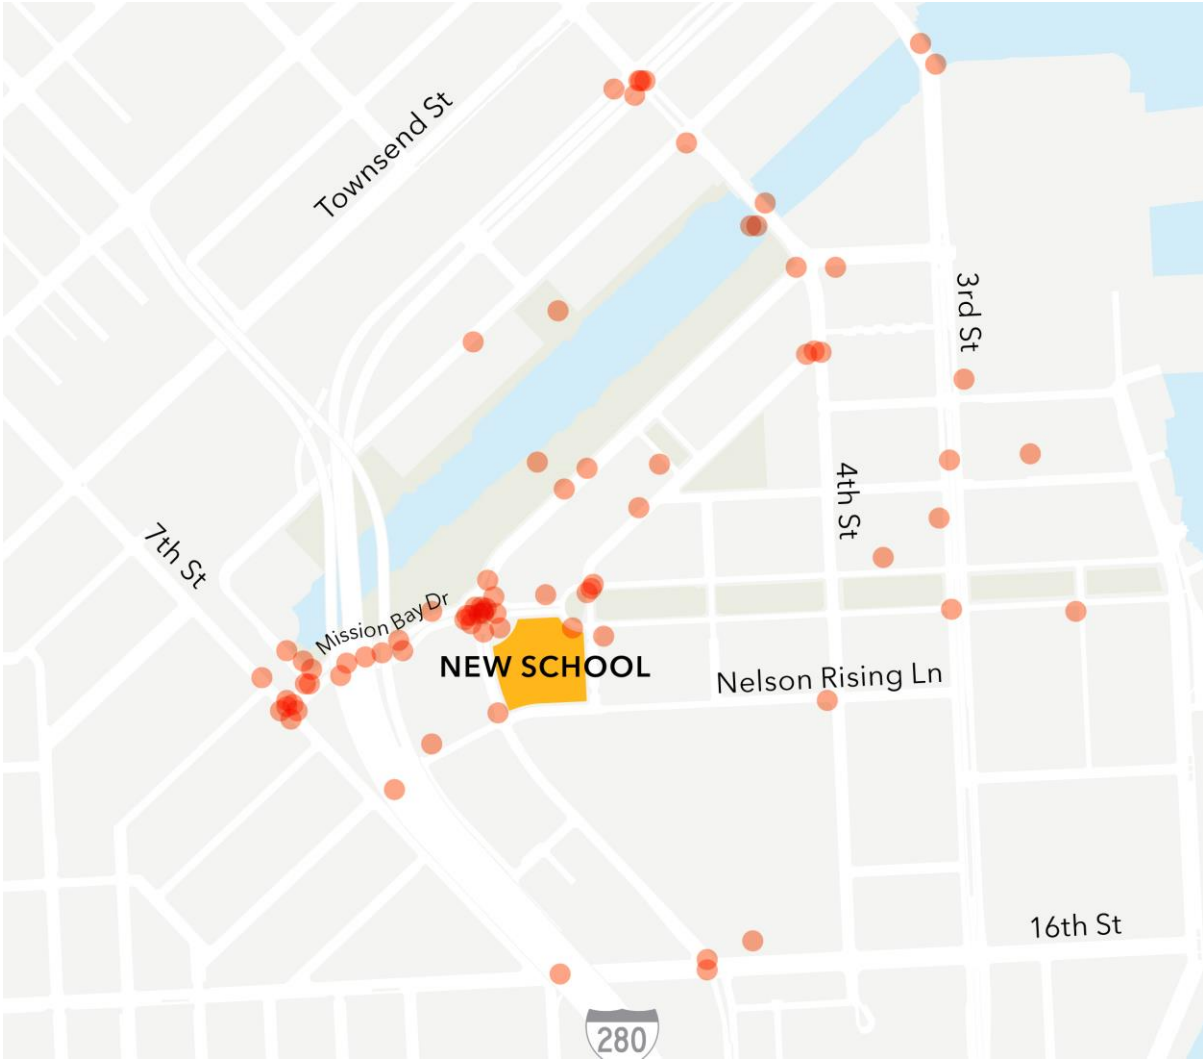 Townsend St
3rd St
4th St
7th St
Mission Bay Dr
NEW SCHOOL
Nelson Rising Ln
16th St
280